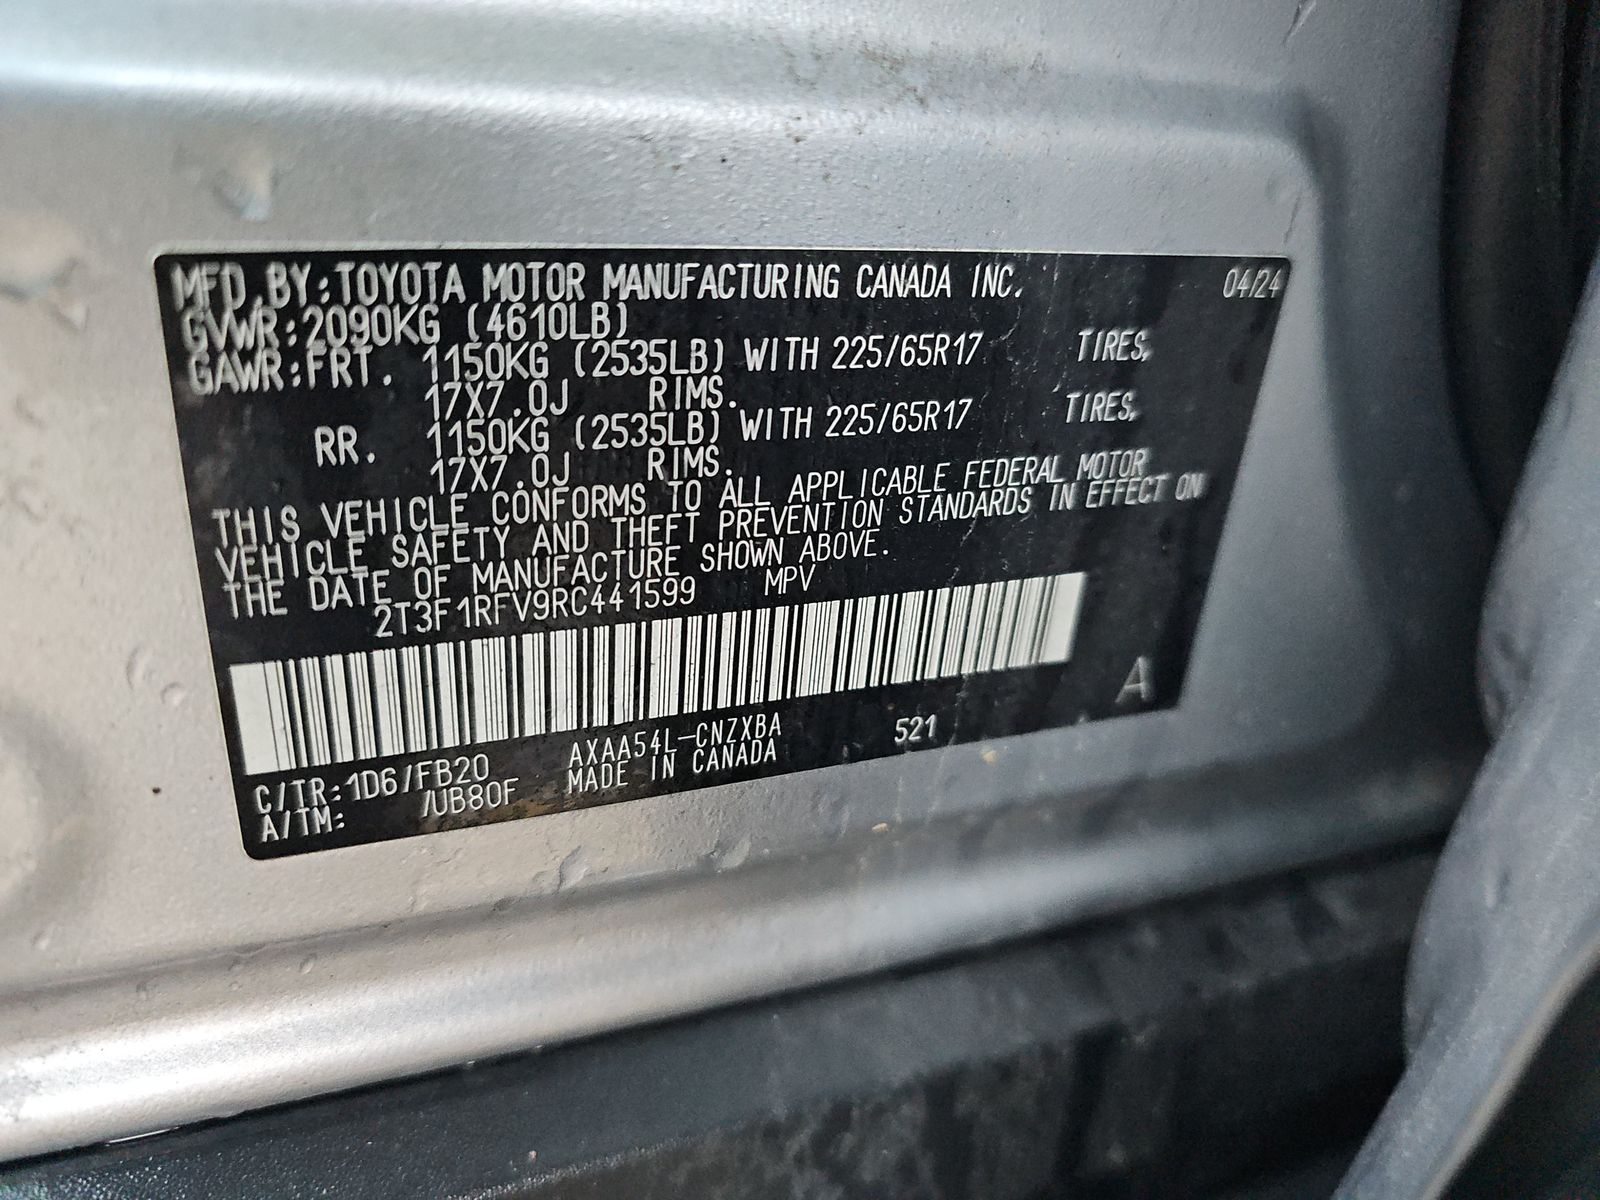 MFD.BY:TOYOTA MOTOR MANUFACTURING CANADA INC. 04/24
GVWR:2090KG (4610LB)
GAWR:FRT. 1150KG (2535LB) WITH 225/65R17 TIRES,
17X7.0J RIMS.
RR. 1150KG (2535LB) WITH 225/65R17 TIRES,
17X7.0J RIMS.
THIS VEHICLE CONFORMS TO ALL APPLICABLE FEDERAL MOTOR
VEHICLE SAFETY AND THEFT PREVENTION STANDARDS IN EFFECT ON
THE DATE OF MANUFACTURE SHOWN ABOVE.
2T3F1RFV9RC441599 MPV
A
C/TR:1D6/FB20 AXAA54L-CNZXBA 521
A/TM: /UB80F MADE IN CANADA